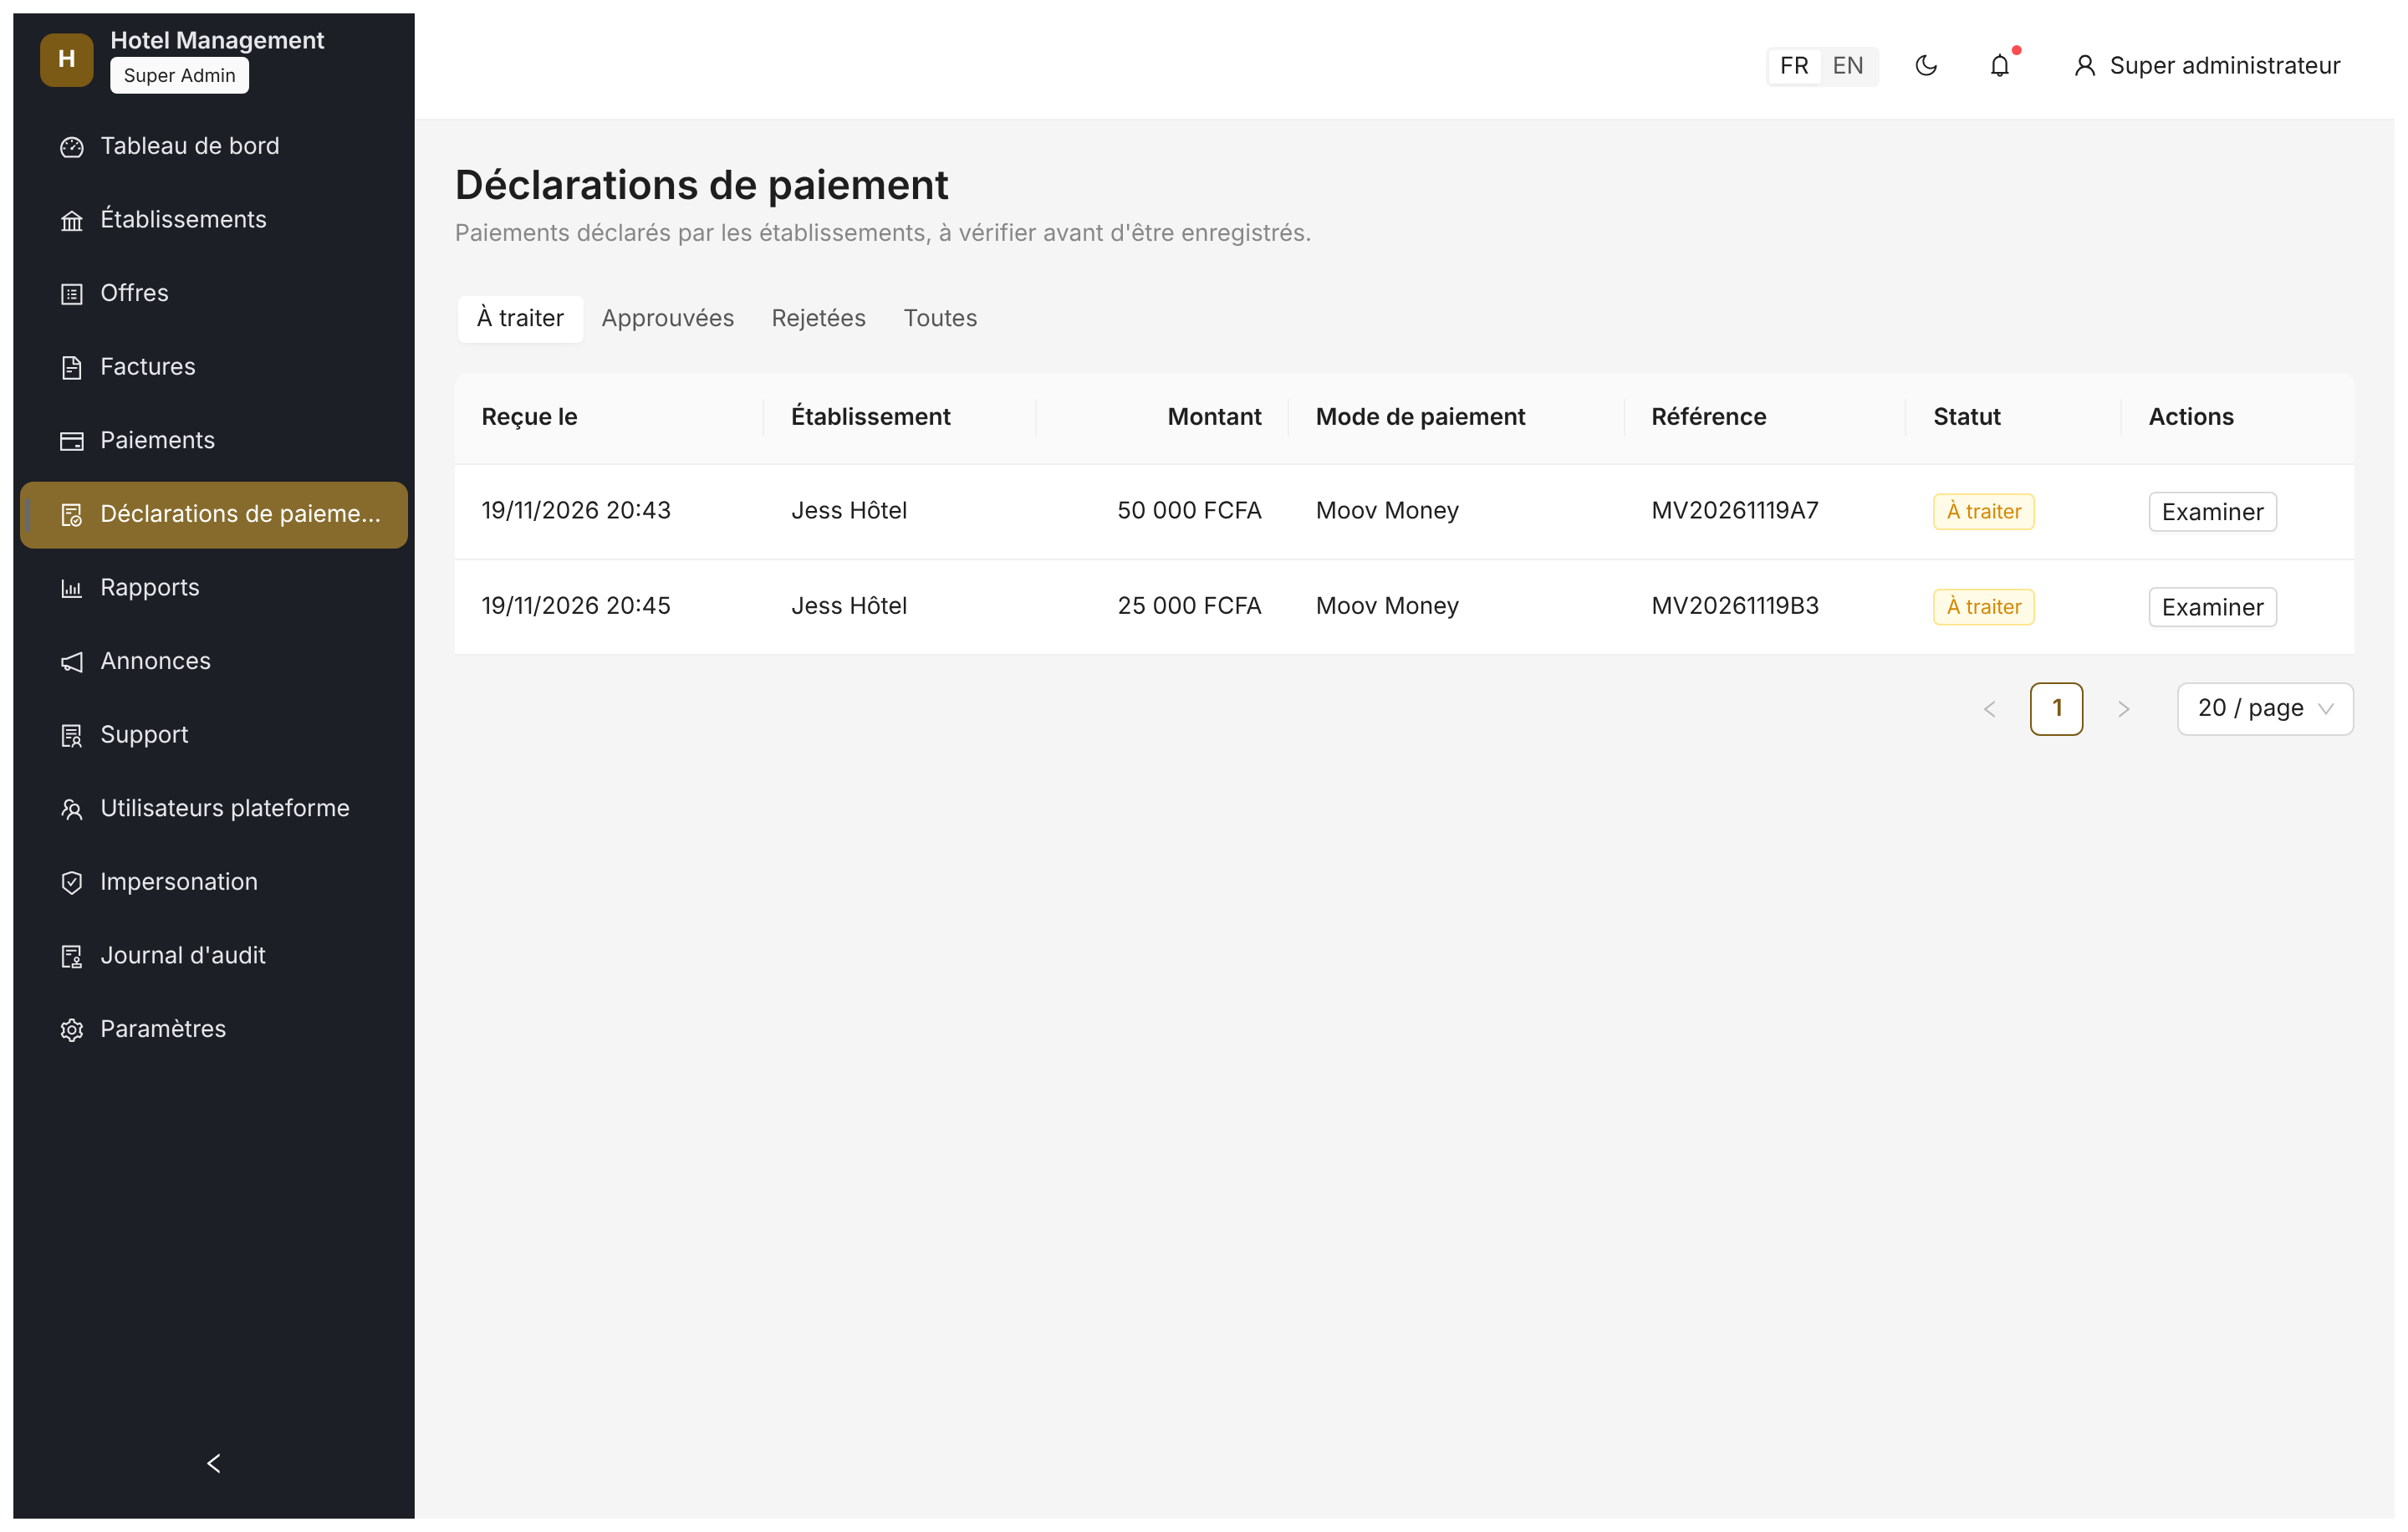 H
Hotel Management
Super Admin
Tableau de bord
Établissements
Offres
Factures
Paiements
Déclarations de paieme...
Rapports
Annonces
Support
Utilisateurs plateforme
Impersonation
Journal d'audit
Paramètres
FR EN
Super administrateur
Déclarations de paiement
Paiements déclarés par les établissements, à vérifier avant d'être enregistrés.
À traiter Approuvées Rejetées Toutes
Reçue le Établissement Montant Mode de paiement Référence Statut Actions
19/11/2026 20:43 Jess Hôtel 50 000 FCFA Moov Money MV20261119A7 À traiter Examiner
19/11/2026 20:45 Jess Hôtel 25 000 FCFA Moov Money MV20261119B3 À traiter Examiner
1 20 / page